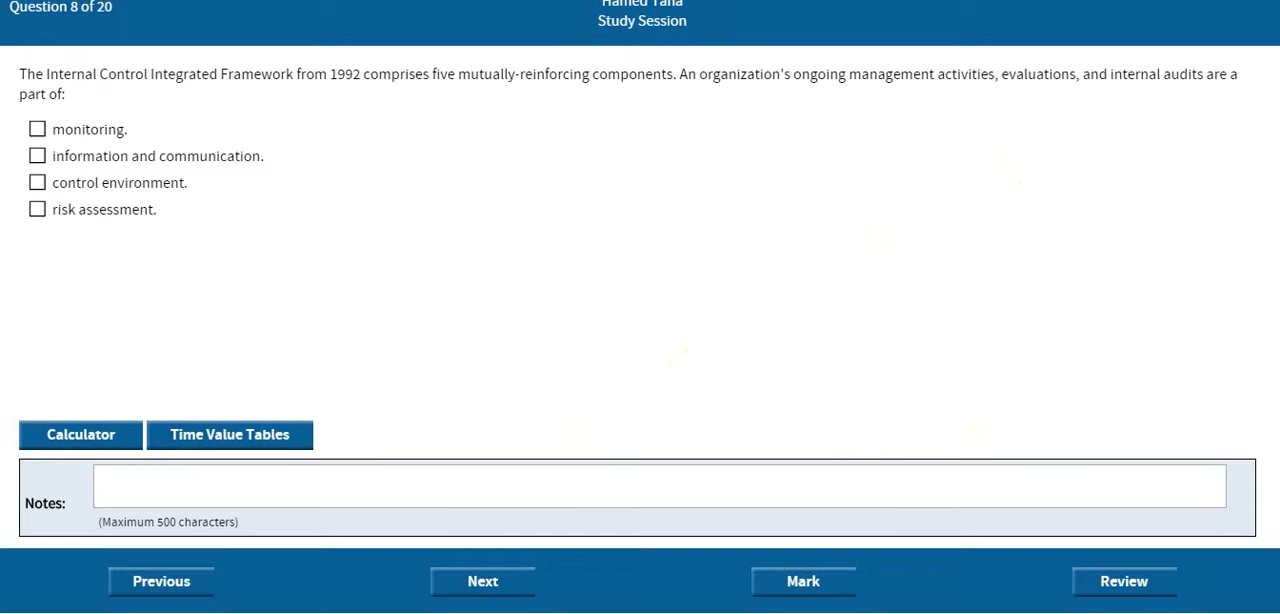 Question 8 of 20
Hamed Taha
Study Session
The Internal Control Integrated Framework from 1992 comprises five mutually-reinforcing components. An organization's ongoing management activities, evaluations, and internal audits are a
part of:
monitoring.
information and communication.
control environment.
risk assessment.
Calculator
Time Value Tables
Notes:
(Maximum 500 characters)
Previous
Next
Mark
Review